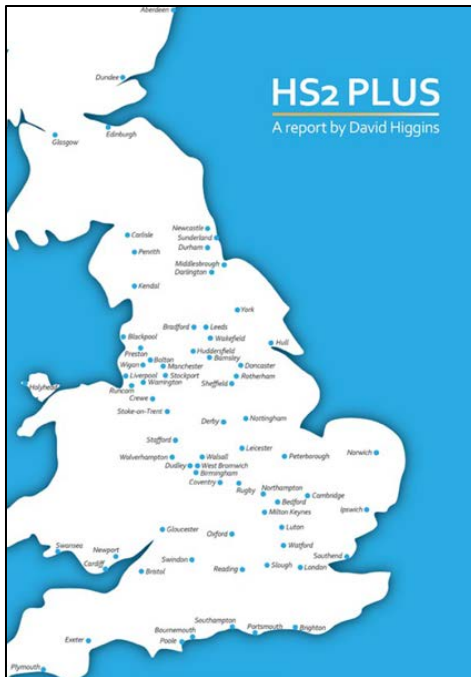 Aberdeen
HS2 PLUS
A report by David Higgins
Dundee
Edinburgh
Glasgow
Newcastle
Carlisle
Sunderland
Durham
Penrith
Middlesbrough
Darlington
Kendal
York
Bradford
Leeds
Blackpool
Wakefield
Hull
Preston
Huddersfield
Bolton
Barnsley
Wigan
Manchester
Doncaster
Liverpool
Stockport
Rotherham
Warrington
Sheffield
Holyhead
Runcorn
Crewe
Stoke-on-Trent
Derby
Nottingham
Stafford
Leicester
Norwich
Wolverhampton
Walsall
Peterborough
Dudley
West Bromwich
Birmingham
Coventry
Rugby
Northampton
Cambridge
Bedford
Milton Keynes
Ipswich
Gloucester
Luton
Oxford
Swansea
Newport
Watford
Southend
Cardiff
Swindon
Bristol
Reading
Slough
London
Southampton
Bournemouth
Portsmouth
Brighton
Exeter
Poole
Plymouth